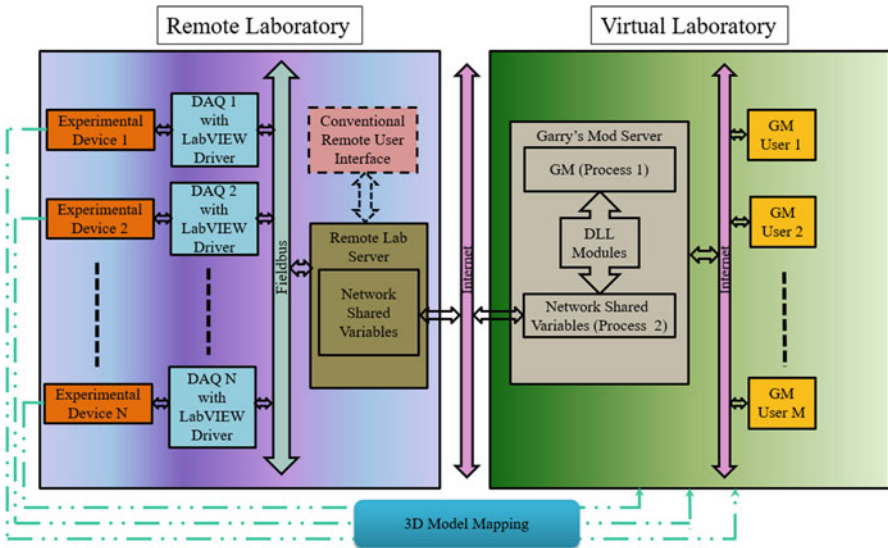 Remote Laboratory
Virtual Laboratory
Experimental
Device 1
DAQ 1
with
LabVIEW
Driver
Experimental
Device 2
DAQ 2
with
LabVIEW
Driver
Experimental
Device N
DAQ N
with
LabVIEW
Driver
Fieldbus
Conventional
Remote User
Interface
Remote Lab
Server
Network
Shared
Variables
Internet
Garry's Mod Server
GM (Process 1)
DLL
Modules
Network Shared
Variables (Process 2)
Internet
GM
User 1
GM
User 2
GM
User M
3D Model Mapping